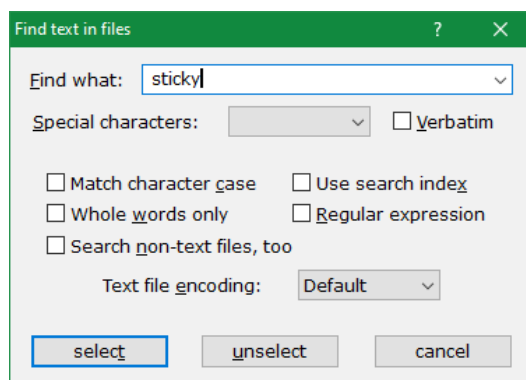 Find text in files ?
Find what: sticky
Special characters: Verbatim
Match character case Use search index
Whole words only Regular expression
Search non-text files, too
Text file encoding: Default
select unselect cancel